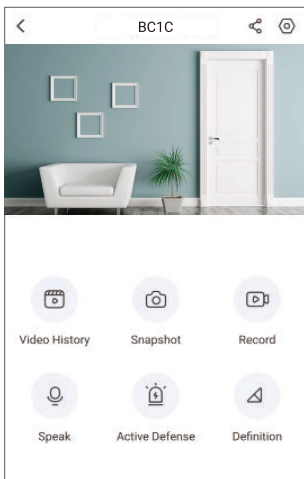 BC1C
Video History Snapshot Record
Speak Active Defense Definition